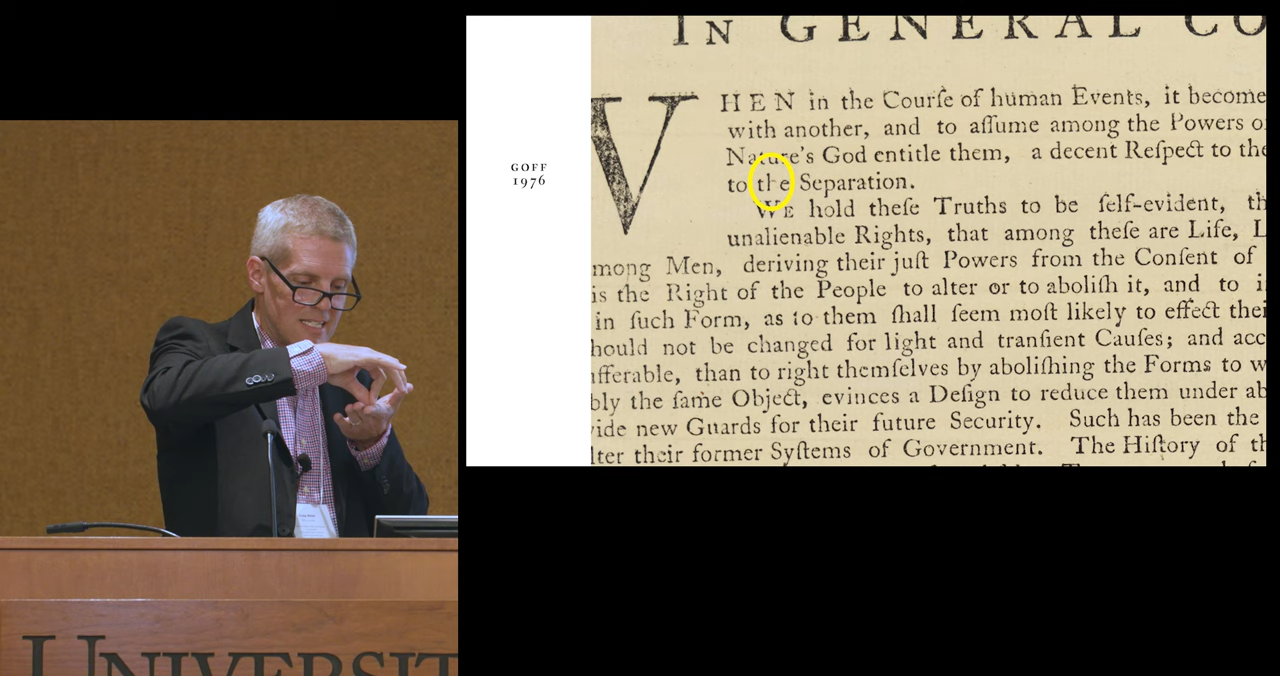 GOFF
1976
IN GENERAL CO
WHEN in the Courſe of human Events, it become
with another, and to aſſume among the Powers o
Nature's God entitle them, a decent Reſpect to the
to the Separation.
WE hold theſe Truths to be ſelf-evident, th
unalienable Rights, that among theſe are Life, L
mong Men, deriving their juſt Powers from the Conſent of
is the Right of the People to alter or to aboliſh it, and to i
in ſuch Form, as to them ſhall ſeem moſt likely to effect thei
hould not be changed for light and tranſient Cauſes; and acc
ufferable, than to right themſelves by aboliſhing the Forms to w
bly the ſame Object, evinces a Deſign to reduce them under ab
vide new Guards for their future Security. Such has been the
lter their former Syſtems of Government. The Hiſtory of th
UNIVERSIT